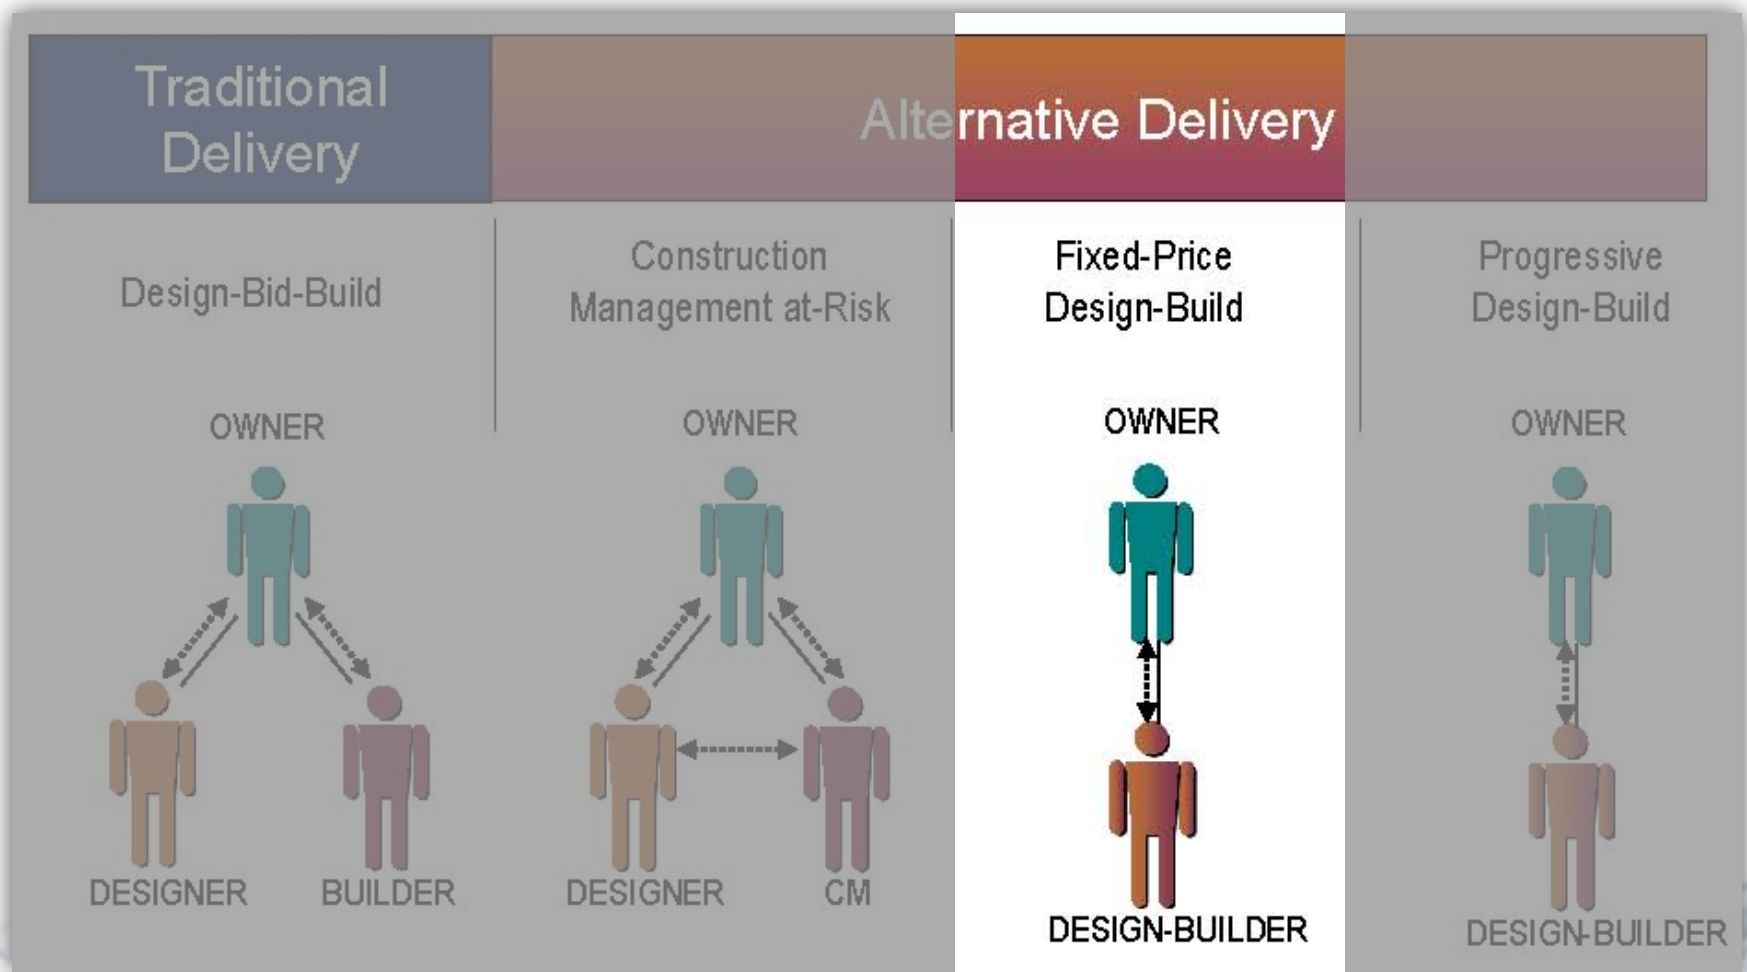 Traditional
Delivery
Alternative Delivery
Design-Bid-Build
Construction
Management at-Risk
Fixed-Price
Design-Build
Progressive
Design-Build
OWNER
OWNER
OWNER
OWNER
DESIGNER
BUILDER
DESIGNER
CM
DESIGN-BUILDER
DESIGN-BUILDER